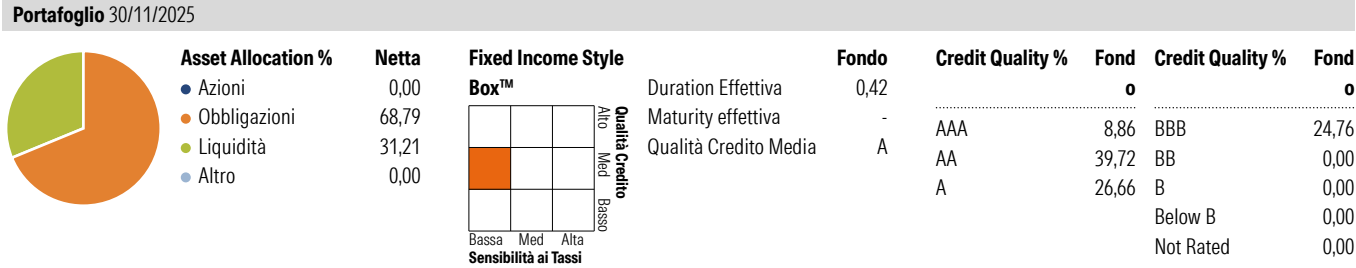 Portafoglio 30/11/2025
Asset Allocation % Netta
Azioni 0,00
Obbligazioni 68,79
Liquidità 31,21
Altro 0,00
Fixed Income Style
Box™
Alto Med Basso
Qualità Credito
Bassa Med Alta
Sensibilità ai Tassi
Fondo
Duration Effettiva 0,42
Maturity effettiva -
Qualità Credito Media A
Credit Quality % Fond
o
AAA 8,86
AA 39,72
A 26,66
Credit Quality % Fond
o
BBB 24,76
BB 0,00
B 0,00
Below B 0,00
Not Rated 0,00